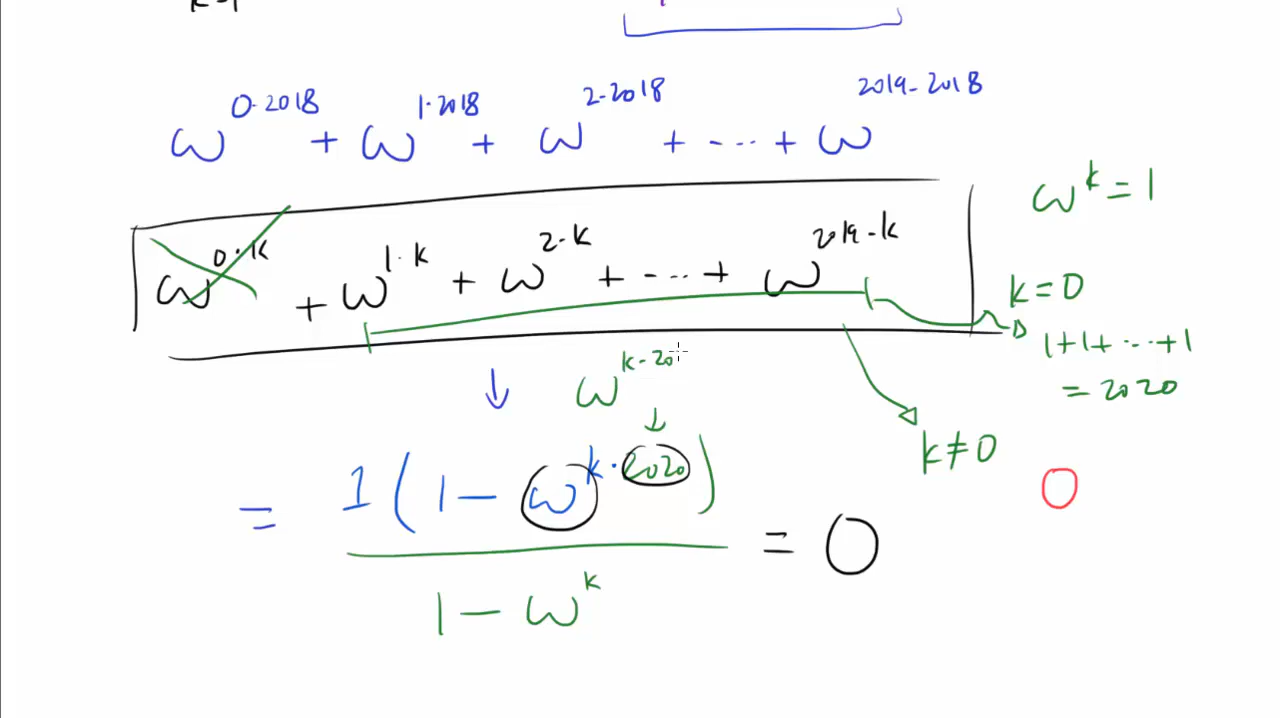 ω^{0·2018} + ω^{1·2018} + ω^{2·2018} + ··· + ω^{2019·2018}
ω^k = 1
ω^{0·k} + ω^{1·k} + ω^{2·k} + ··· + ω^{2019·k}
k=0
1+1+ ··· +1
= 2020
↓ ω^{k·20
↓
k≠0
0
= 1(1 − ω^{k·2020}) / (1 − ω^k) = 0